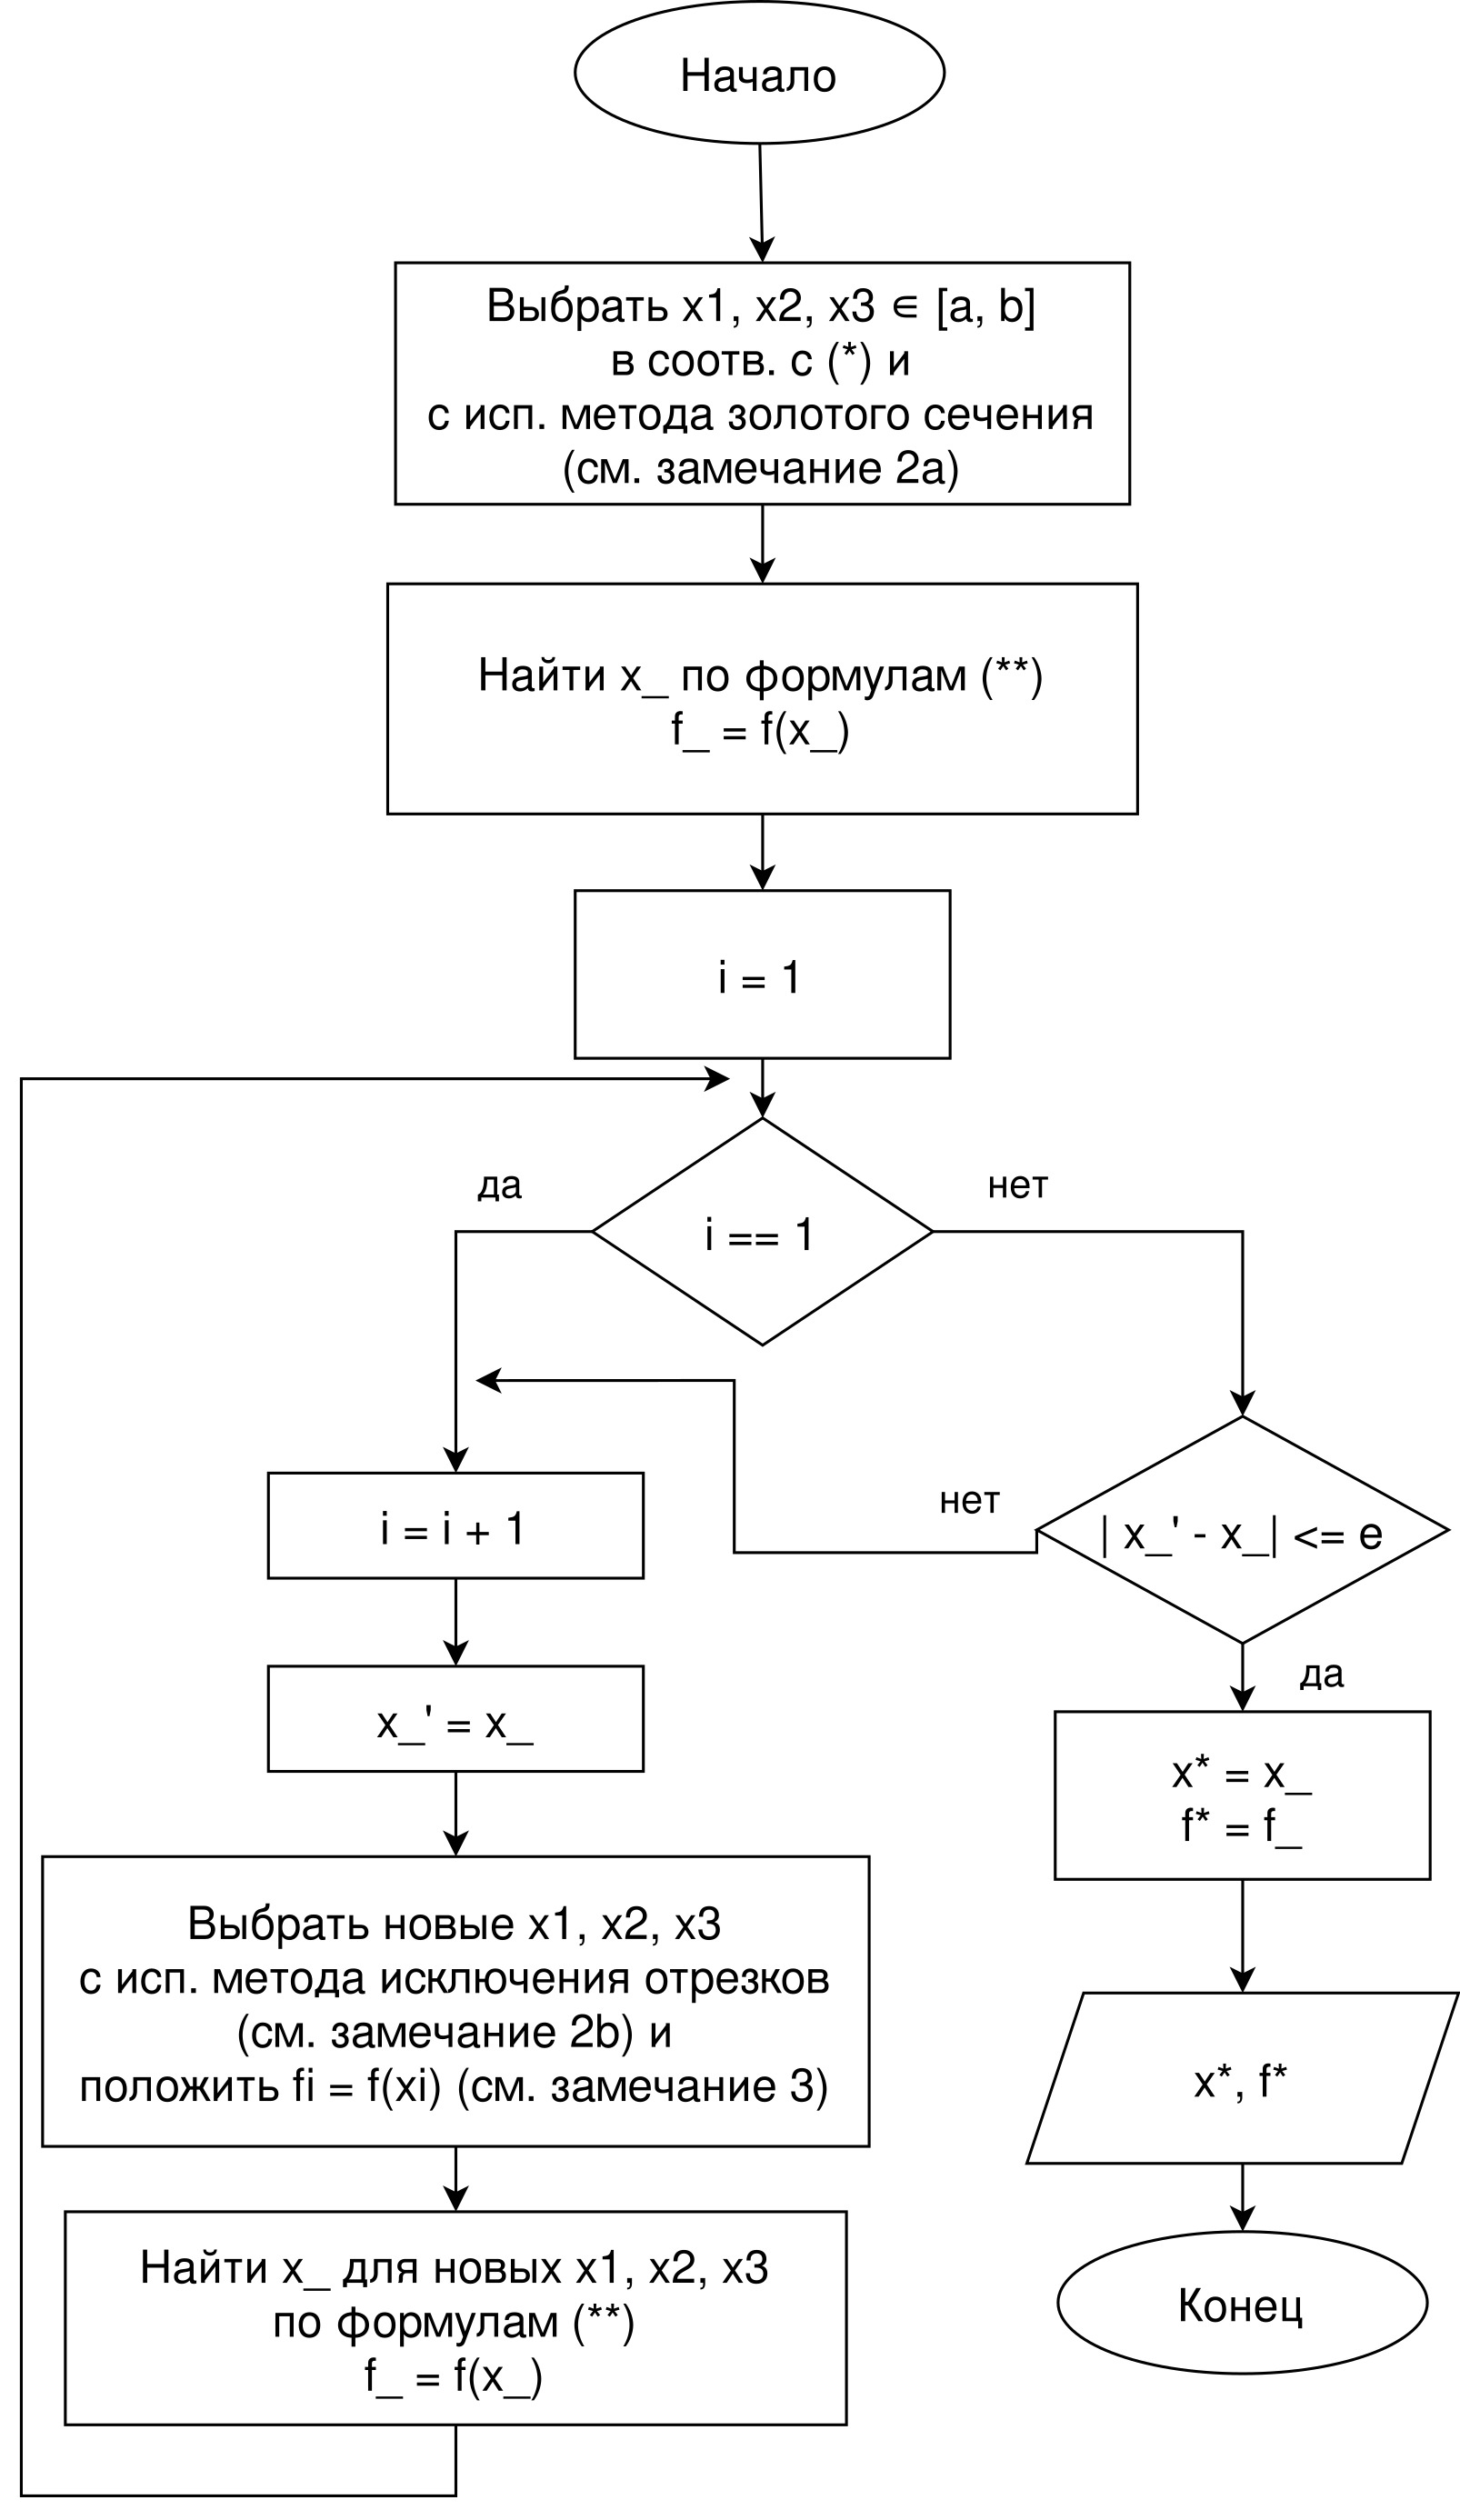 Начало
Выбрать x1, x2, x3 ∈ [a, b]
в соотв. с (*) и
с исп. метода золотого сечения
(см. замечание 2a)
Найти x_ по формулам (**)
f_ = f(x_)
i = 1
да
нет
i == 1
нет
i = i + 1
| x_' - x_| <= e
да
x_' = x_
x* = x_
f* = f_
Выбрать новые x1, x2, x3
с исп. метода исключения отрезков
(см. замечание 2b) и
положить fi = f(xi) (см. замечание 3)
x*, f*
Найти x_ для новых x1, x2, x3
по формулам (**)
f_ = f(x_)
Конец